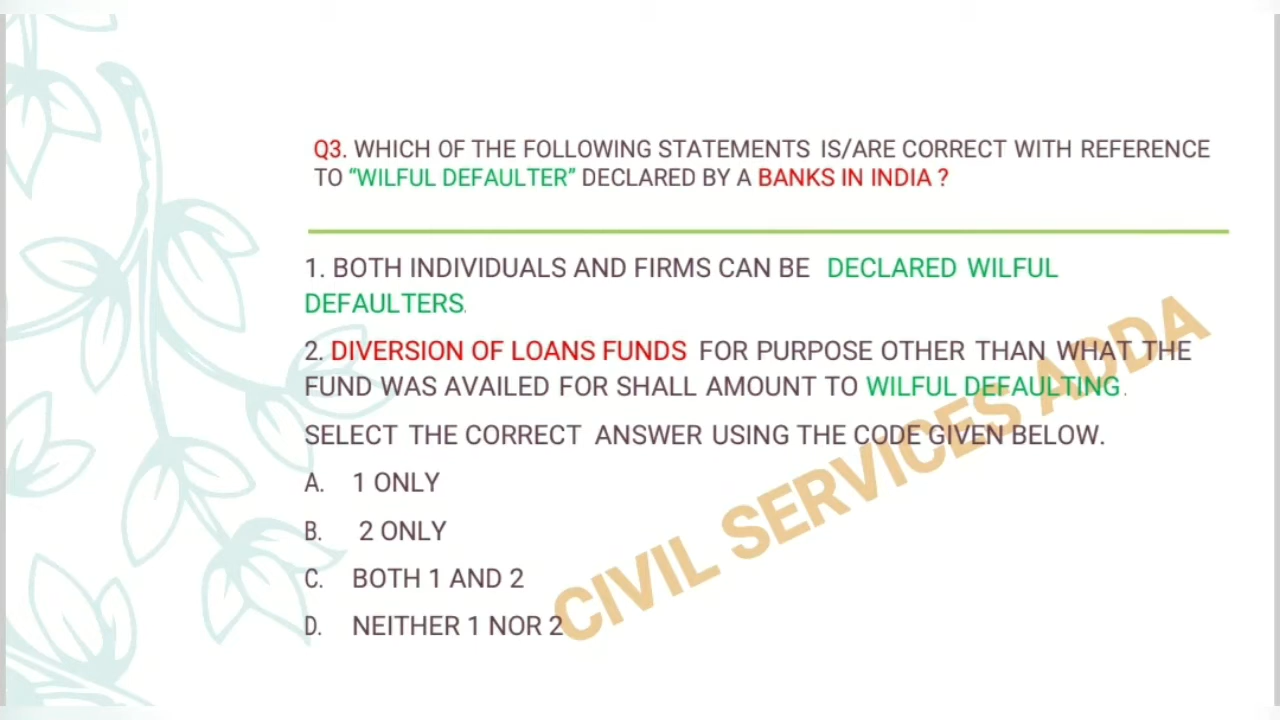 Q3. WHICH OF THE FOLLOWING STATEMENTS IS/ARE CORRECT WITH REFERENCE
TO “WILFUL DEFAULTER” DECLARED BY A BANKS IN INDIA ?
1. BOTH INDIVIDUALS AND FIRMS CAN BE DECLARED WILFUL
DEFAULTERS.
2. DIVERSION OF LOANS FUNDS FOR PURPOSE OTHER THAN WHAT THE
FUND WAS AVAILED FOR SHALL AMOUNT TO WILFUL DEFAULTING.
SELECT THE CORRECT ANSWER USING THE CODE GIVEN BELOW.
A. 1 ONLY
B. 2 ONLY
C. BOTH 1 AND 2
D. NEITHER 1 NOR 2
CIVIL SERVICES ADDA